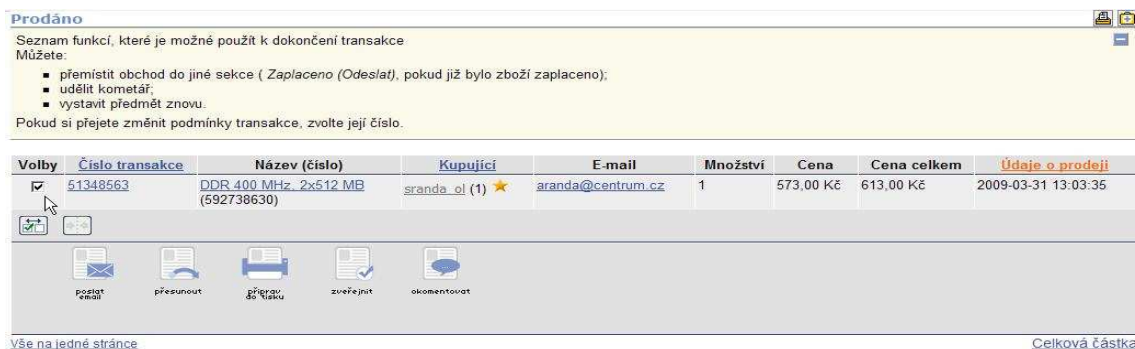 Prodáno
Seznam funkcí, které je možné použít k dokončení transakce
Můžete:
přemístit obchod do jiné sekce ( Zaplaceno (Odeslat), pokud již bylo zboží zaplaceno);
udělit kometář;
vystavit předmět znovu.
Pokud si přejete změnit podmínky transakce, zvolte její číslo.
Volby Číslo transakce Název (číslo) Kupující E-mail Množství Cena Cena celkem Údaje o prodeji
51348563 DDR 400 MHz, 2x512 MB sranda_ol (1) aranda@centrum.cz 1 573,00 Kč 613,00 Kč 2009-03-31 13:03:35
(592738630)
poslat email přesunout připrav do tisku zveřejnit okomentovat
Vše na jedné stránce Celková částka